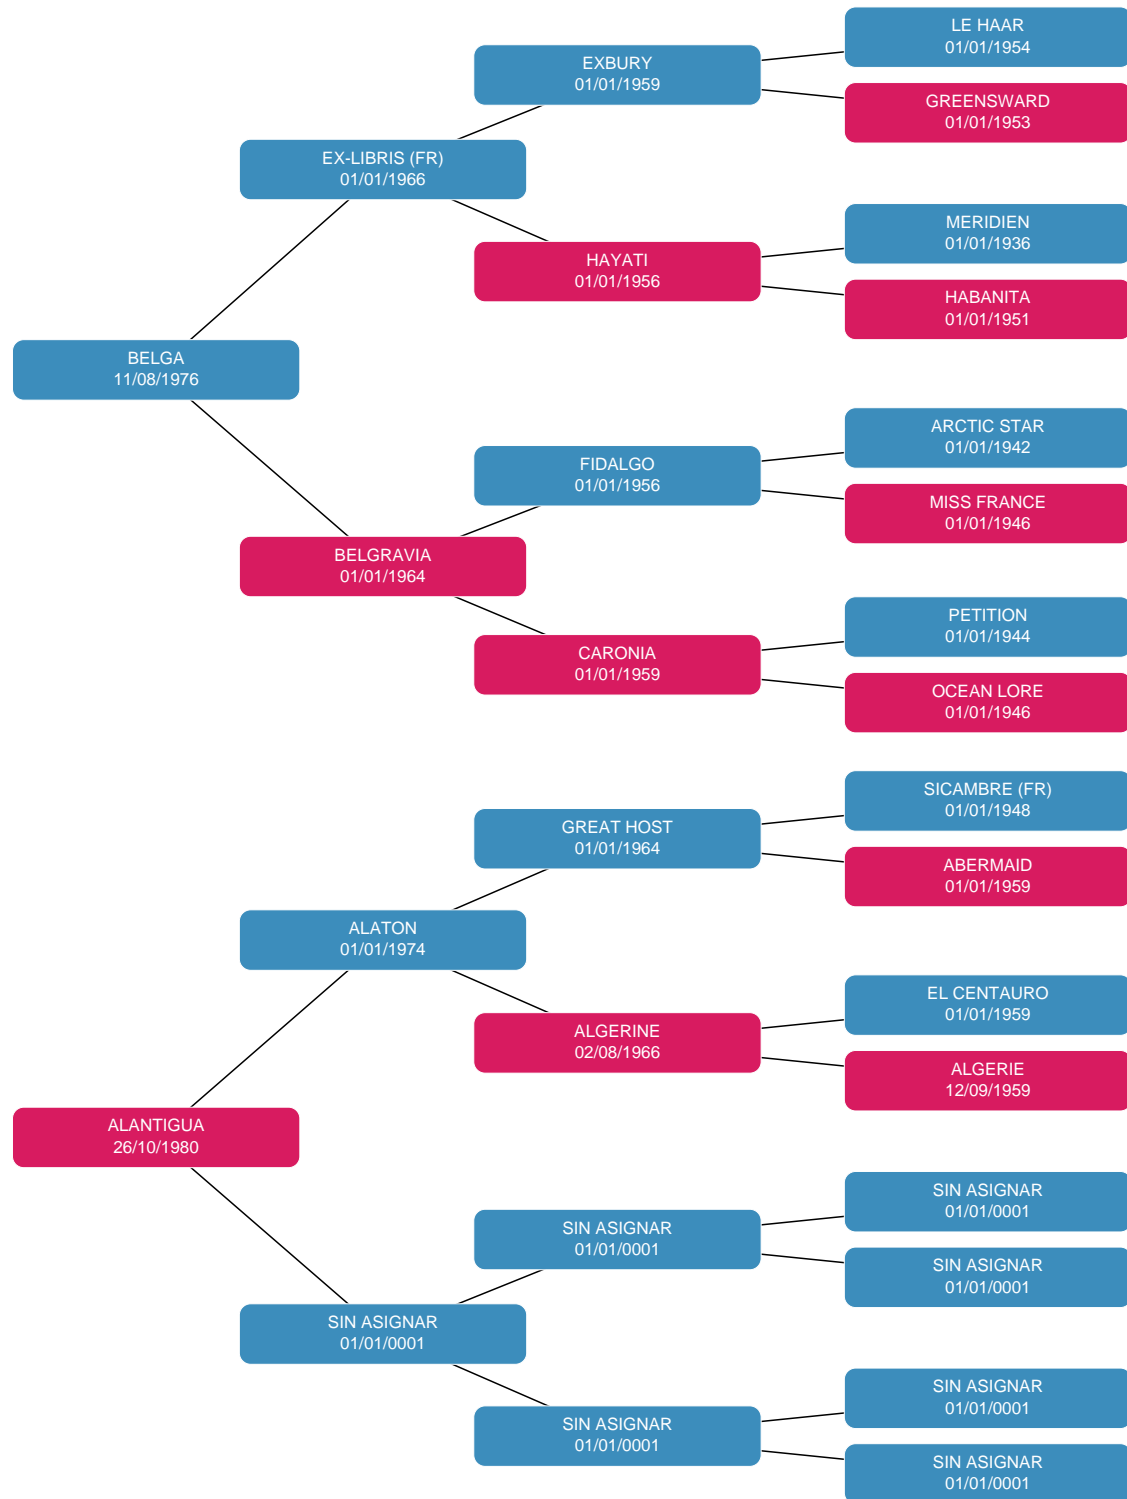 LE HAAR
01/01/1954
EXBURY
01/01/1959
GREENSWARD
01/01/1953
EX-LIBRIS (FR)
01/01/1966
MERIDIEN
01/01/1936
HAYATI
01/01/1956
HABANITA
01/01/1951
BELGA
11/08/1976
ARCTIC STAR
01/01/1942
FIDALGO
01/01/1956
MISS FRANCE
01/01/1946
BELGRAVIA
01/01/1964
PETITION
01/01/1944
CARONIA
01/01/1959
OCEAN LORE
01/01/1946
SICAMBRE (FR)
01/01/1948
GREAT HOST
01/01/1964
ABERMAID
01/01/1959
ALATON
01/01/1974
EL CENTAURO
01/01/1959
ALGERINE
02/08/1966
ALGERIE
12/09/1959
ALANTIGUA
26/10/1980
SIN ASIGNAR
01/01/0001
SIN ASIGNAR
01/01/0001
SIN ASIGNAR
01/01/0001
SIN ASIGNAR
01/01/0001
SIN ASIGNAR
01/01/0001
SIN ASIGNAR
01/01/0001
SIN ASIGNAR
01/01/0001